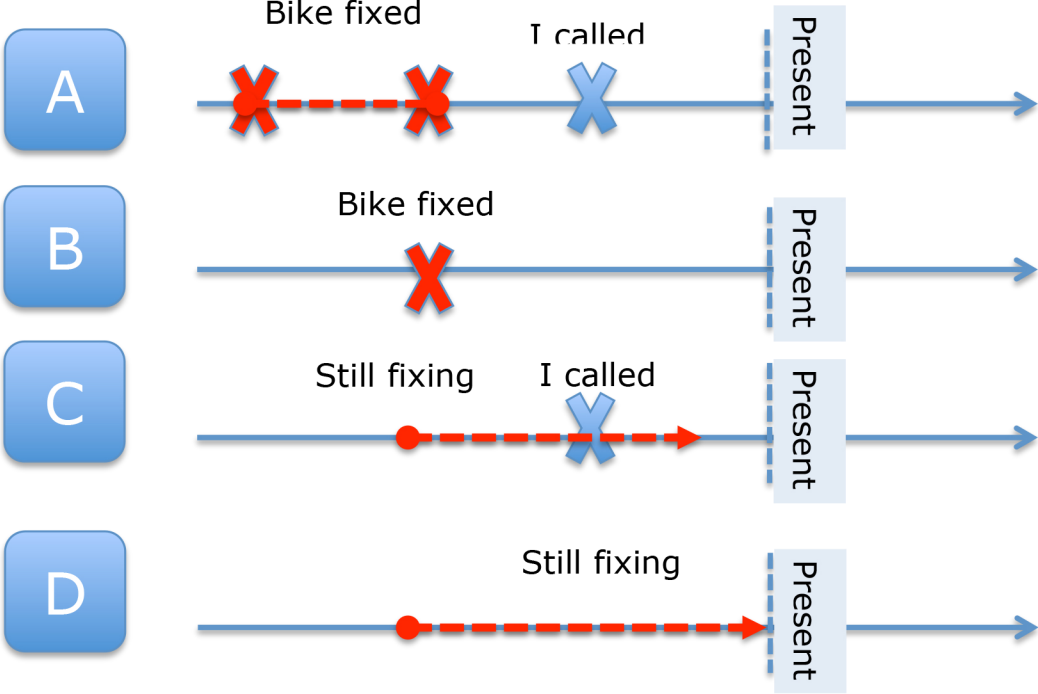 Bike fixed
I called
A
Present
Bike fixed
B
Present
Still fixing
I called
C
Present
Still fixing
D
Present